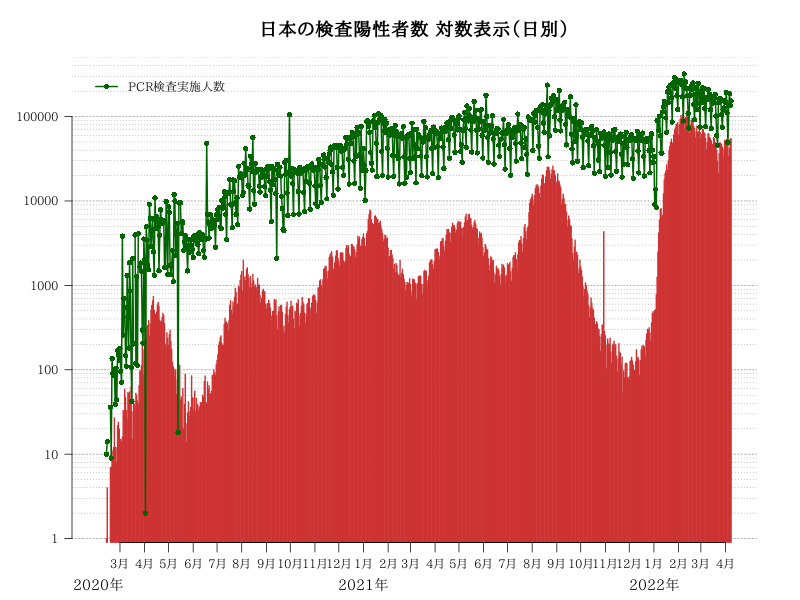 日本の検査陽性者数 対数表示(日別)
PCR検査実施人数
100000
10000
1000
100
10
1
3月 4月 5月 6月 7月 8月 9月 10月 11月 12月 1月 2月 3月 4月 5月 6月 7月 8月 9月 10月 11月 12月 1月 2月 3月 4月
2020年 2021年 2022年